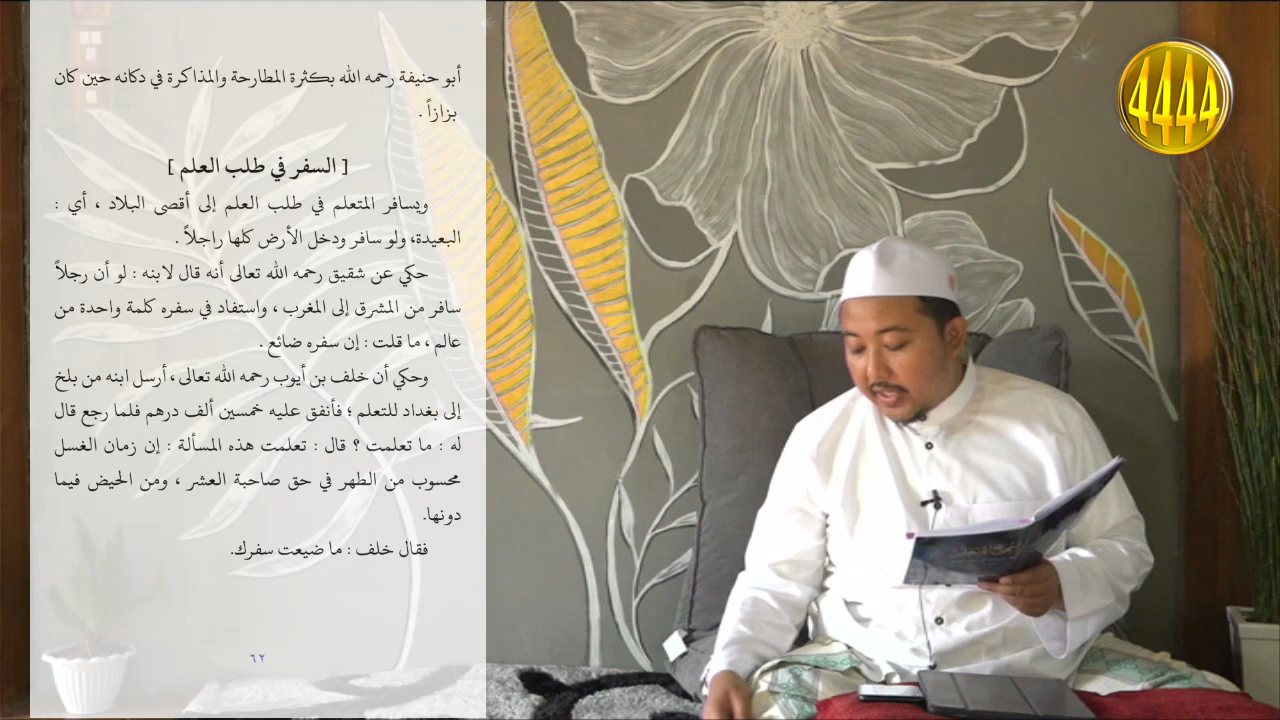 أبو حنيفة رحمه الله بكثرة المطارحة والمذاكرة في دكانه حين كان
بزازاً .
[ السفر في طلب العلم ]
ويسافر المتعلم في طلب العلم إلى أقصى البلاد ، أي :
البعيدة، ولو سافر ودخل الأرض كلها راجلاً .
حكي عن شقيق رحمه الله تعالى أنه قال لابنه : لو أن رجلاً
سافر من المشرق إلى المغرب ، واستفاد في سفره كلمة واحدة من
عالم ، ما قلت : إن سفره ضائع .
وحكي أن خلف بن أيوب رحمه الله تعالى ، أرسل ابنه من بلخ
إلى بغداد للتعلم ؛ فأنفق عليه خمسين ألف درهم فلما رجع قال
له : ما تعلمت ؟ قال : تعلمت هذه المسألة : إن زمان الغسل
محسوب من الطهر في حق صاحبة العشر ، ومن الحيض فيما
دونها.
فقال خلف : ما ضيعت سفرك.
٦٢
4444